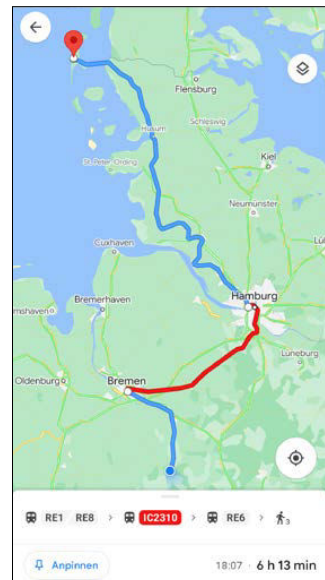 Flensburg
Schleswig
Husum
Kiel
St. Peter-Ording
Neumünster
Cuxhaven
Hamburg
Bremerhaven
Lüneburg
Oldenburg
Bremen
RE1 RE8 > IC2310 > RE6 > 3
Anpinnen 18:07 · 6 h 13 min